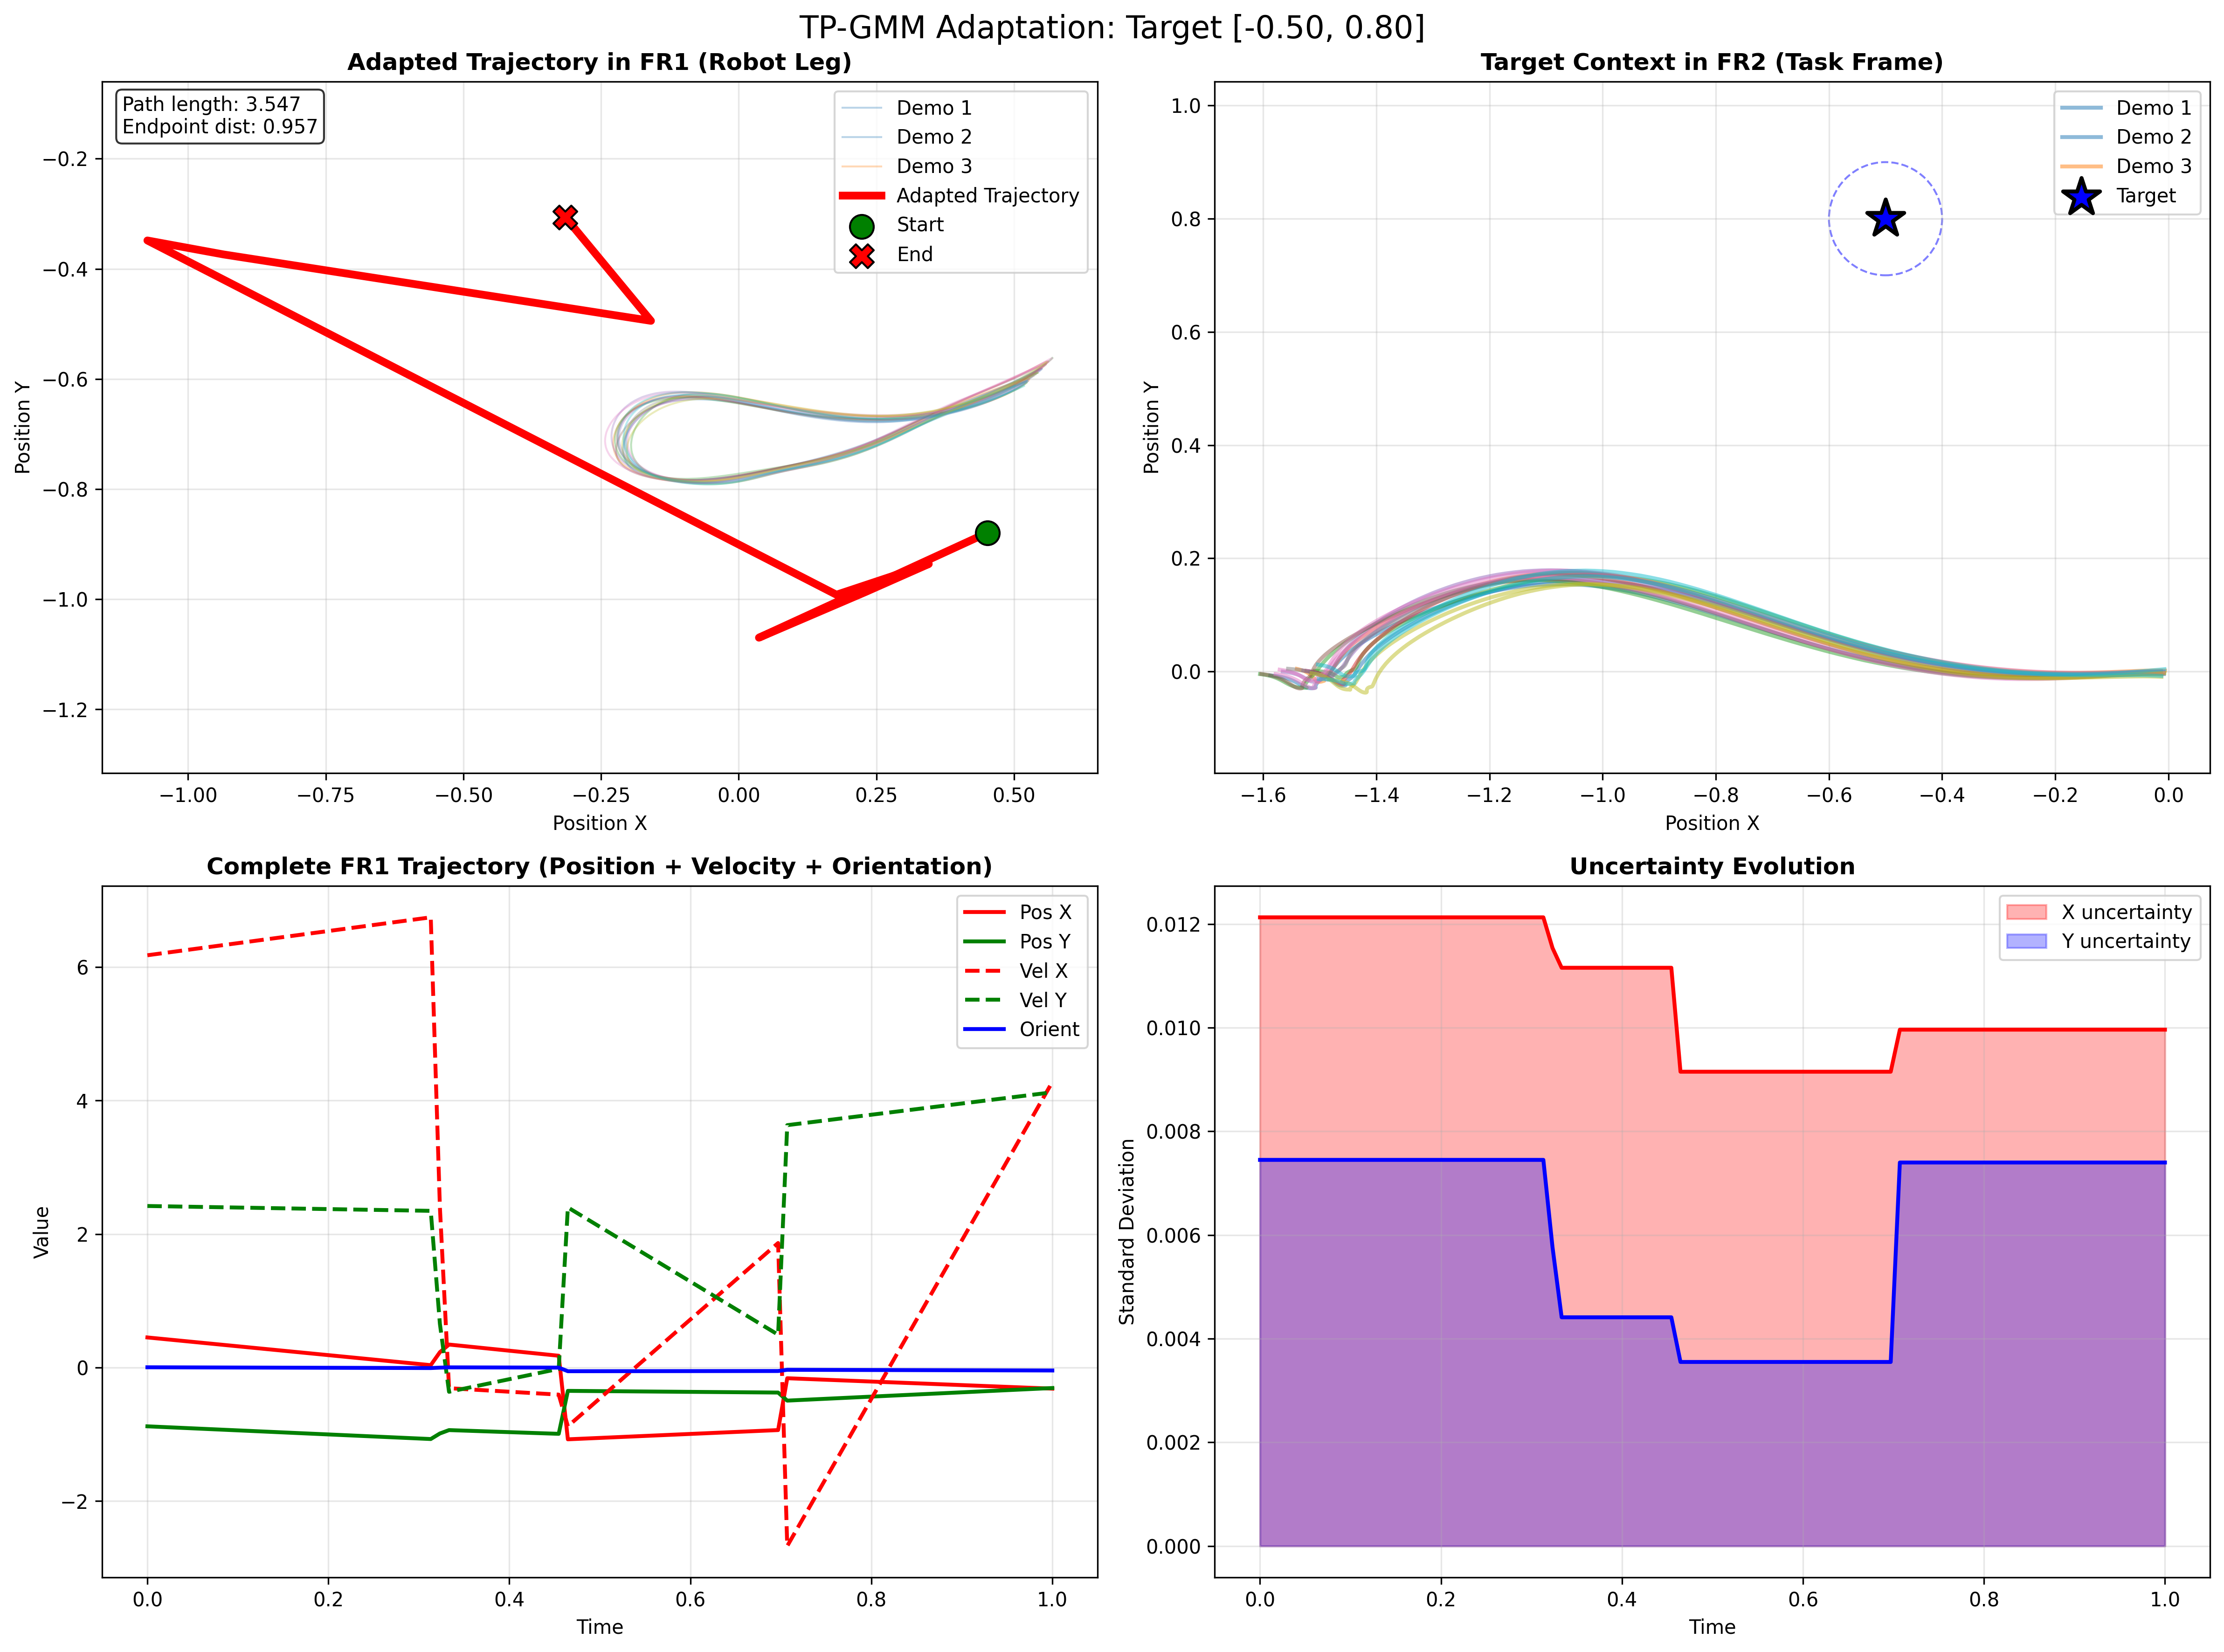 TP-GMM Adaptation: Target [-0.50, 0.80]
Adapted Trajectory in FR1 (Robot Leg)
Path length: 3.547
Endpoint dist: 0.957
Demo 1
Demo 2
Demo 3
Adapted Trajectory
Start
End
−0.2
−0.4
−0.6
−0.8
−1.0
−1.2
Position Y
−1.00
−0.75
−0.50
−0.25
0.00
0.25
0.50
Position X
Target Context in FR2 (Task Frame)
Demo 1
Demo 2
Demo 3
Target
1.0
0.8
0.6
0.4
0.2
0.0
Position Y
−1.6
−1.4
−1.2
−1.0
−0.8
−0.6
−0.4
−0.2
0.0
Position X
Complete FR1 Trajectory (Position + Velocity + Orientation)
Pos X
Pos Y
Vel X
Vel Y
Orient
6
4
2
0
−2
Value
0.0
0.2
0.4
0.6
0.8
1.0
Time
Uncertainty Evolution
X uncertainty
Y uncertainty
0.012
0.010
0.008
0.006
0.004
0.002
0.000
Standard Deviation
0.0
0.2
0.4
0.6
0.8
1.0
Time